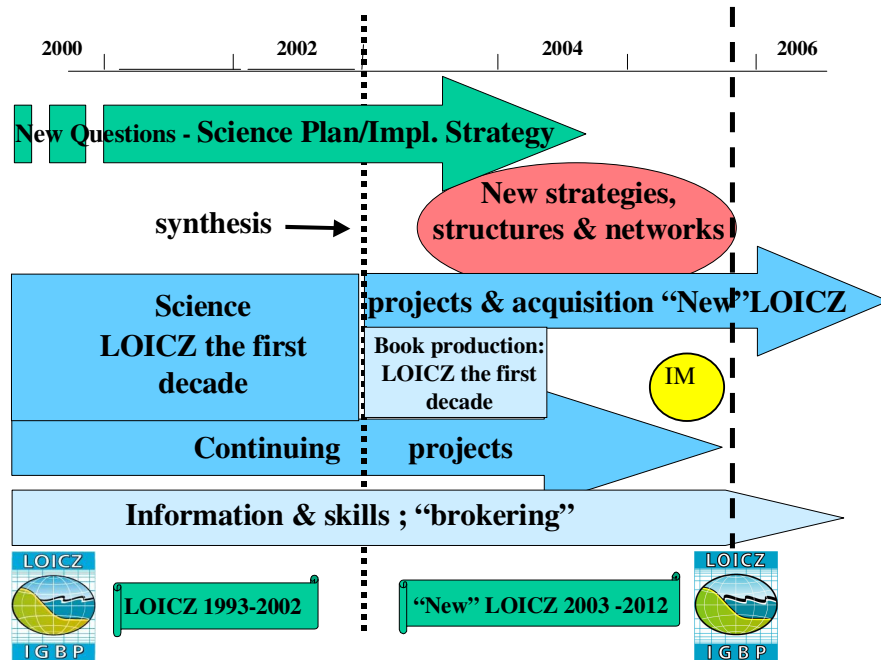 2000 2002 2004 2006
New Questions - Science Plan/Impl. Strategy
New strategies,
structures & networks
synthesis
projects & acquisition “New”LOICZ
Science
LOICZ the first
decade
Book production:
LOICZ the first
decade
IM
Continuing projects
Information & skills ; “brokering”
LOICZ
IGBP
LOICZ 1993-2002
“New” LOICZ 2003 -2012
LOICZ
IGBP